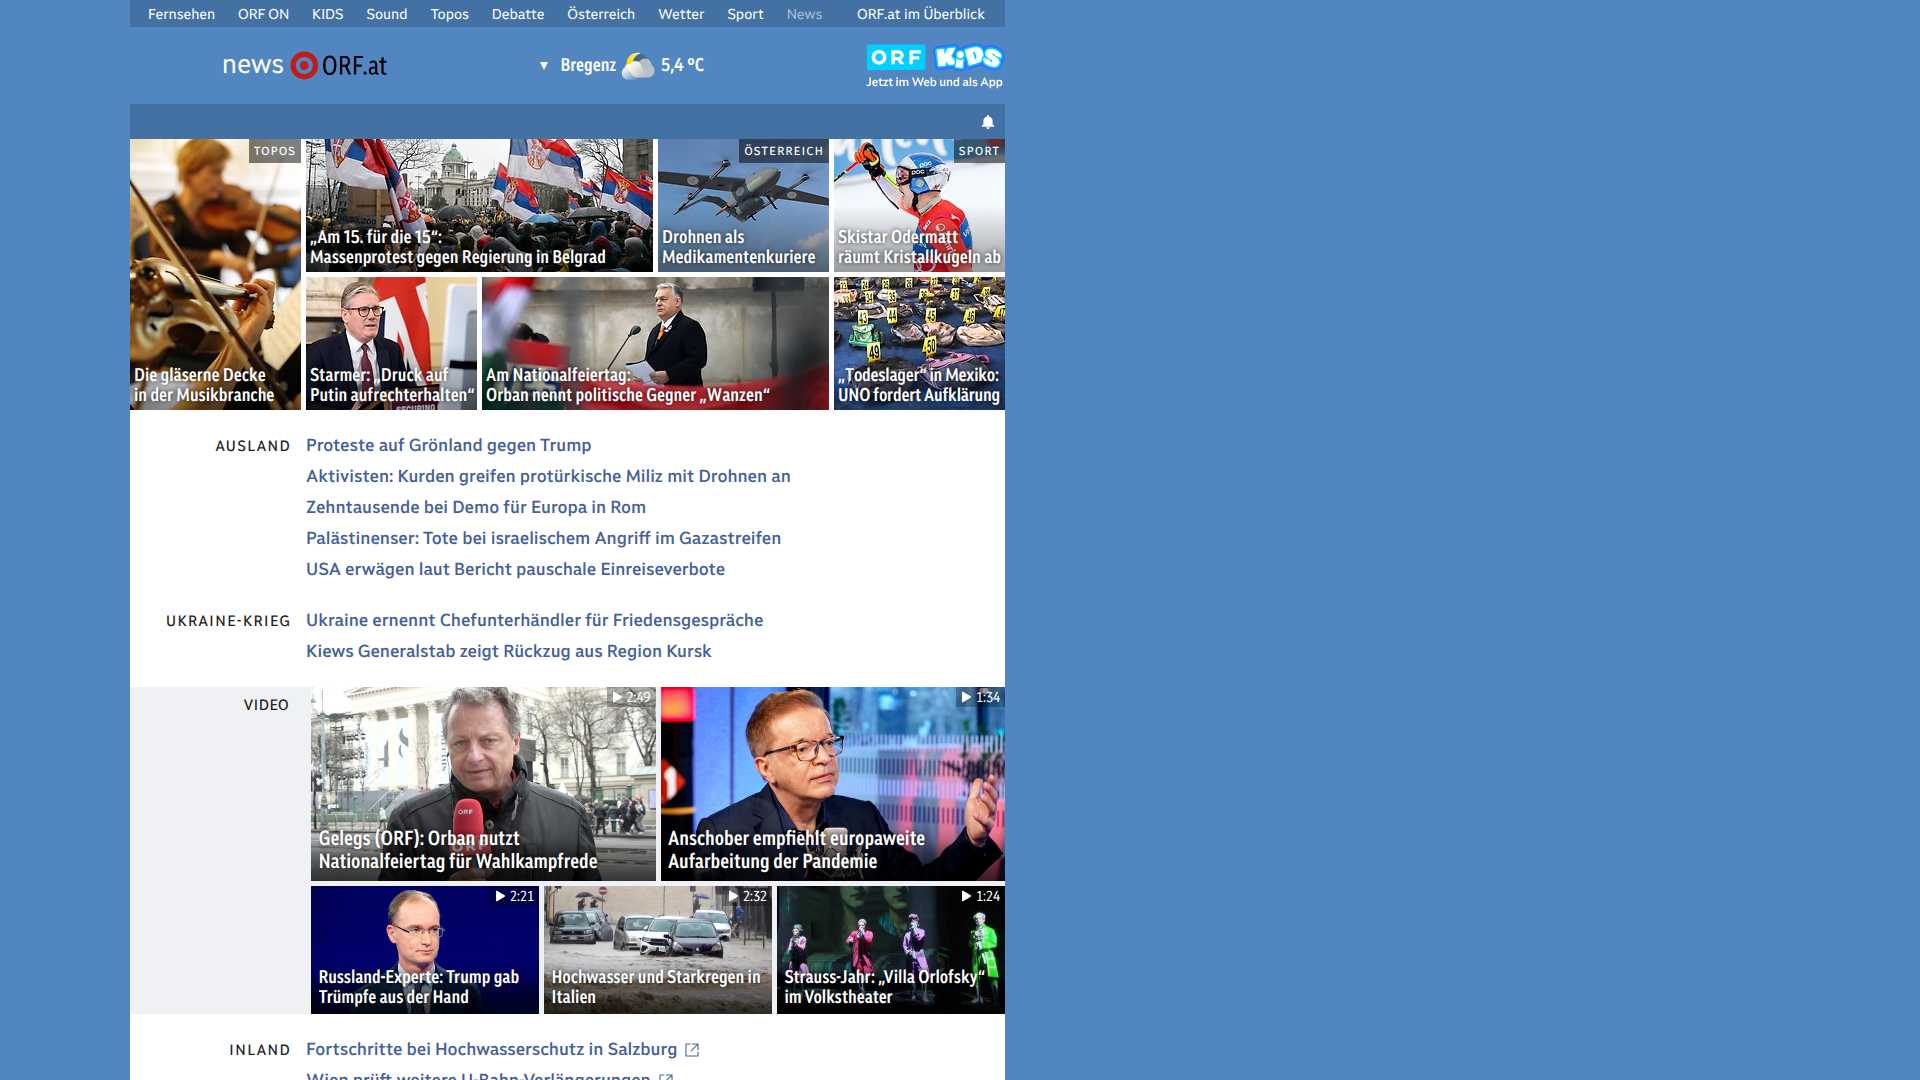 Fernsehen ORF ON KIDS Sound Topos Debatte Österreich Wetter Sport News ORF.at im Überblick
news ORF.at
▼ Bregenz 5,4 °C
ORF KiDS
Jetzt im Web und als App
TOPOS
Die gläserne Decke
in der Musikbranche
„Am 15. für die 15“:
Massenprotest gegen Regierung in Belgrad
ÖSTERREICH
Drohnen als
Medikamentenkuriere
SPORT
Skistar Odermatt
räumt Kristallkugeln ab
Starmer: „Druck auf
Putin aufrechterhalten“
Am Nationalfeiertag:
Orban nennt politische Gegner „Wanzen“
„Todeslager“ in Mexiko:
UNO fordert Aufklärung
AUSLAND
Proteste auf Grönland gegen Trump
Aktivisten: Kurden greifen protürkische Miliz mit Drohnen an
Zehntausende bei Demo für Europa in Rom
Palästinenser: Tote bei israelischem Angriff im Gazastreifen
USA erwägen laut Bericht pauschale Einreiseverbote
UKRAINE-KRIEG
Ukraine ernennt Chefunterhändler für Friedensgespräche
Kiews Generalstab zeigt Rückzug aus Region Kursk
VIDEO
2:49
Gelegs (ORF): Orban nutzt
Nationalfeiertag für Wahlkampfrede
1:34
Anschober empfiehlt europaweite
Aufarbeitung der Pandemie
2:21
Russland-Experte: Trump gab
Trümpfe aus der Hand
2:32
Hochwasser und Starkregen in
Italien
1:24
Strauss-Jahr: „Villa Orlofsky“
im Volkstheater
INLAND
Fortschritte bei Hochwasserschutz in Salzburg
Wien prüft weitere U-Bahn-Verlängerungen